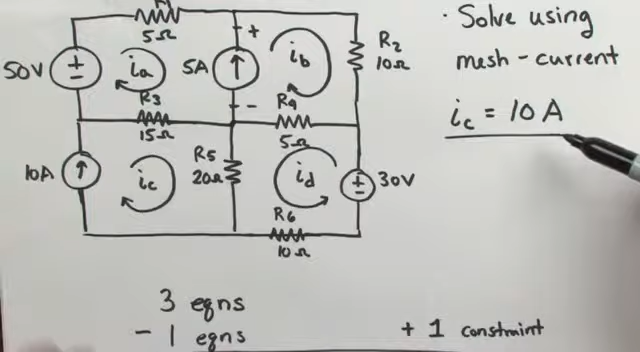 5Ω
50V
+
-
ia
5A
+
- -
ib
R2
10Ω
R3
15Ω
R4
5Ω
10A
+
-
ic
R5
20Ω
id
30V
+
-
R6
10Ω
· Solve using
mesh-current
ic = 10 A
3 eqns
- 1 eqns
+ 1 constraint